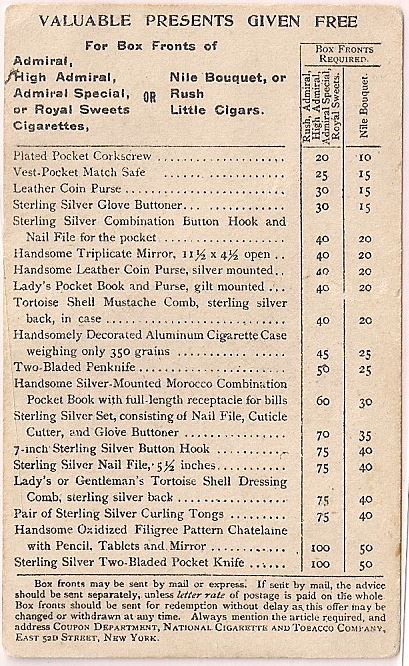 VALUABLE PRESENTS GIVEN FREE
For Box Fronts of
Admiral,
High Admiral,
Admiral Special,
or Royal Sweets
Cigarettes,
OR
Nile Bouquet, or
Rush
Little Cigars.
BOX FRONTS
REQUIRED.
Rush, Admiral,
High Admiral,
Admiral Special,
Royal Sweets.
Nile Bouquet.
Plated Pocket Corkscrew .................... 20 10
Vest-Pocket Match Safe .................... 25 15
Leather Coin Purse .................... 30 15
Sterling Silver Glove Buttoner .................... 30 15
Sterling Silver Combination Button Hook and
Nail File for the pocket .................... 40 20
Handsome Triplicate Mirror, 11½ x 4½ open .. 40 20
Handsome Leather Coin Purse, silver mounted .. 40 20
Lady's Pocket Book and Purse, gilt mounted .... 40 20
Tortoise Shell Mustache Comb, sterling silver
back, in case .................... 40 20
Handsomely Decorated Aluminum Cigarette Case
weighing only 350 grains .................... 45 25
Two-Bladed Penknife .................... 50 25
Handsome Silver-Mounted Morocco Combination
Pocket Book with full-length receptacle for bills 60 30
Sterling Silver Set, consisting of Nail File, Cuticle
Cutter, and Glove Buttoner .................... 70 35
7-inch Sterling Silver Button Hook .................... 75 40
Sterling Silver Nail File, 5½ inches .................... 75 40
Lady's or Gentleman's Tortoise Shell Dressing
Comb, sterling silver back .................... 75 40
Pair of Sterling Silver Curling Tongs .................... 75 40
Handsome Oxidized Filigree Pattern Chatelaine
with Pencil, Tablets and Mirror .................... 100 50
Sterling Silver Two-Bladed Pocket Knife ...... 100 50
Box fronts may be sent by mail or express. If sent by mail, the advice
should be sent separately, unless letter rate of postage is paid on the whole.
Box fronts should be sent for redemption without delay as this offer may be
changed or withdrawn at any time. Always mention the article required, and
address COUPON DEPARTMENT, NATIONAL CIGARETTE AND TOBACCO COMPANY,
EAST 52D STREET, NEW YORK.